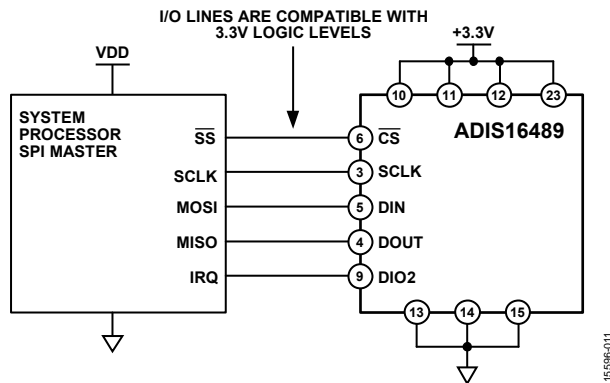 I/O LINES ARE COMPATIBLE WITH
3.3V LOGIC LEVELS
VDD
+3.3V
10
11
12
23
SYSTEM
PROCESSOR
SPI MASTER
ADIS16489
SS
6
CS
SCLK
3
SCLK
MOSI
5
DIN
MISO
4
DOUT
IRQ
9
DIO2
13
14
15
15596-011